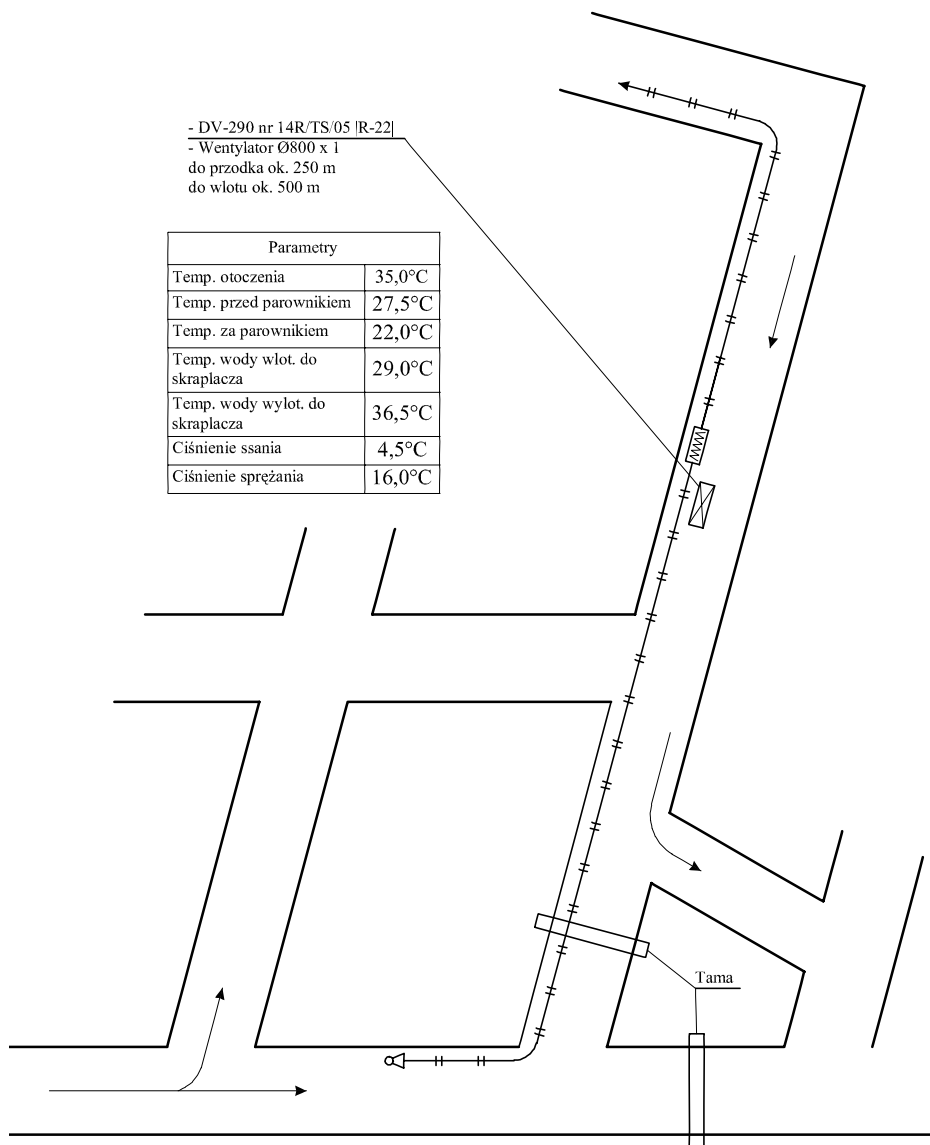 - DV-290 nr 14R/TS/05 |R-22|
- Wentylator Ø800 x 1
do przodka ok. 250 m
do wlotu ok. 500 m
Parametry
Temp. otoczenia 35,0°C
Temp. przed parownikiem 27,5°C
Temp. za parownikiem 22,0°C
Temp. wody wlot. do
skraplacza 29,0°C
Temp. wody wylot. do
skraplacza 36,5°C
Ciśnienie ssania 4,5°C
Ciśnienie sprężania 16,0°C
Tama